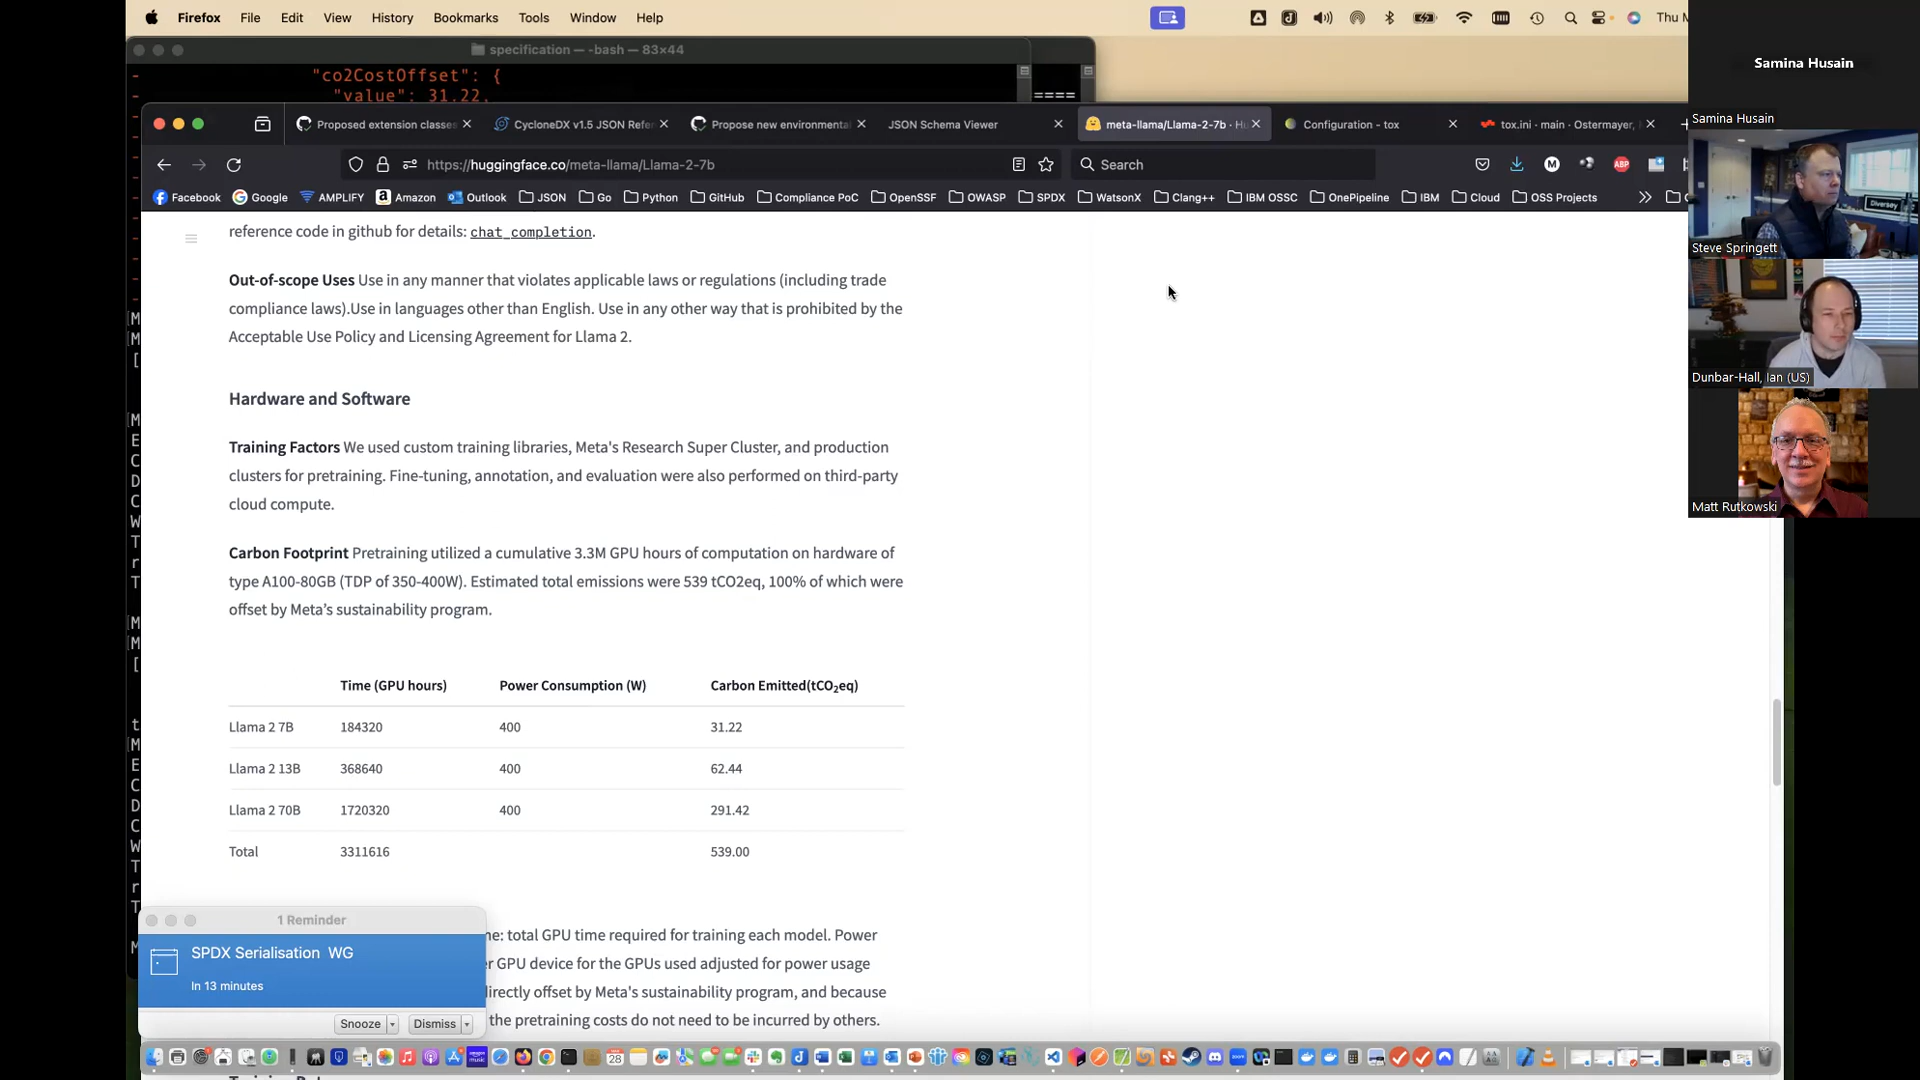 Firefox File Edit View History Bookmarks Tools Window Help Thu M
specification — -bash — 83×44
"co2CostOffset": {
"value": 31.22,
====
Proposed extension classes CycloneDX v1.5 JSON Refer Propose new environmental JSON Schema Viewer meta-llama/Llama-2-7b · Hu Configuration - tox tox.ini - main - Ostermayer,
https://huggingface.co/meta-llama/Llama-2-7b Search
Facebook Google AMPLIFY Amazon Outlook JSON Go Python GitHub Compliance PoC OpenSSF OWASP SPDX WatsonX Clang++ IBM OSSC OnePipeline IBM Cloud OSS Projects
reference code in github for details: chat_completion.
Out-of-scope Uses Use in any manner that violates applicable laws or regulations (including trade
compliance laws).Use in languages other than English. Use in any other way that is prohibited by the
Acceptable Use Policy and Licensing Agreement for Llama 2.
Hardware and Software
Training Factors We used custom training libraries, Meta's Research Super Cluster, and production
clusters for pretraining. Fine-tuning, annotation, and evaluation were also performed on third-party
cloud compute.
Carbon Footprint Pretraining utilized a cumulative 3.3M GPU hours of computation on hardware of
type A100-80GB (TDP of 350-400W). Estimated total emissions were 539 tCO2eq, 100% of which were
offset by Meta's sustainability program.
Time (GPU hours) Power Consumption (W) Carbon Emitted(tCO2eq)
Llama 2 7B 184320 400 31.22
Llama 2 13B 368640 400 62.44
Llama 2 70B 1720320 400 291.42
Total 3311616 539.00
ne: total GPU time required for training each model. Power
er GPU device for the GPUs used adjusted for power usage
directly offset by Meta's sustainability program, and because
the pretraining costs do not need to be incurred by others.
1 Reminder
SPDX Serialisation WG
In 13 minutes
Snooze Dismiss
Samina Husain
Samina Husain
Steve Springett
Dunbar-Hall, Ian (US)
Matt Rutkowski